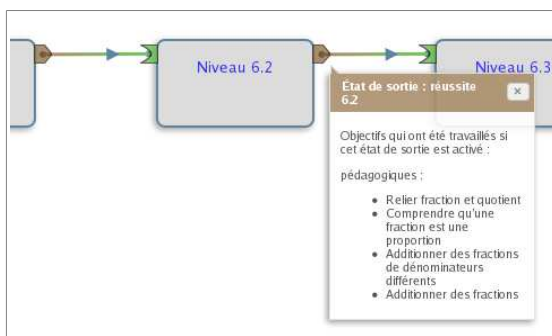 Niveau 6.2
Niveau 6.3
État de sortie : réussite
6.2
×
Objectifs qui ont été travaillés si
cet état de sortie est activé :
pédagogiques :
• Relier fraction et quotient
• Comprendre qu'une
fraction est une
proportion
• Additionner des fractions
de dénominateurs
différents
• Additionner des fractions